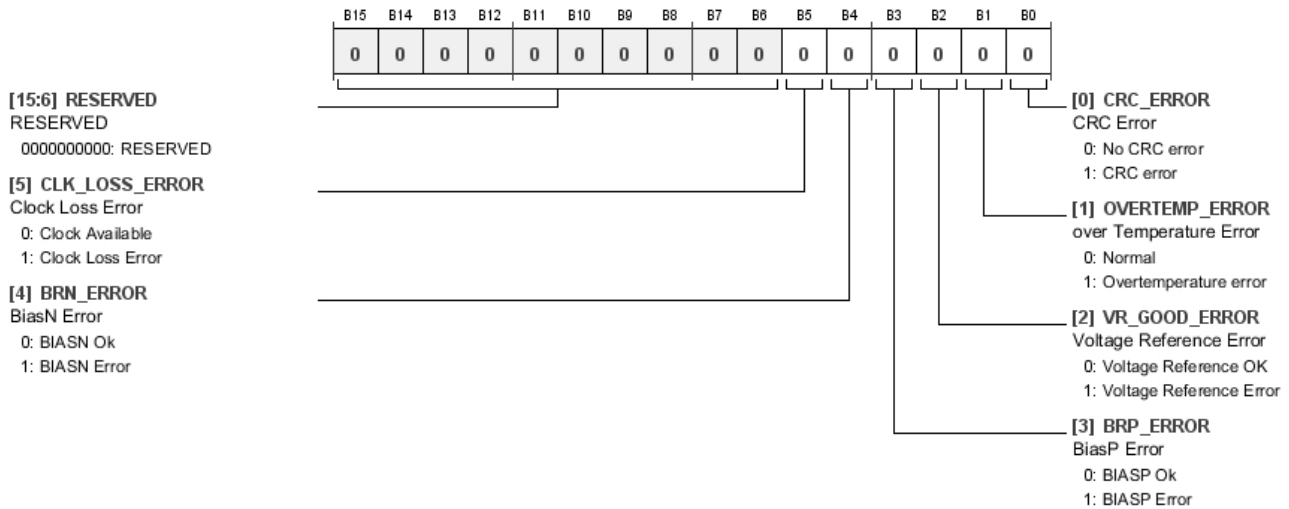 B15 B14 B13 B12 B11 B10 B9 B8 B7 B6 B5 B4 B3 B2 B1 B0
0 0 0 0 0 0 0 0 0 0 0 0 0 0 0 0
[15:6] RESERVED
RESERVED
0000000000: RESERVED
[5] CLK_LOSS_ERROR
Clock Loss Error
0: Clock Available
1: Clock Loss Error
[4] BRN_ERROR
BiasN Error
0: BIASN Ok
1: BIASN Error
[0] CRC_ERROR
CRC Error
0: No CRC error
1: CRC error
[1] OVERTEMP_ERROR
over Temperature Error
0: Normal
1: Overtemperature error
[2] VR_GOOD_ERROR
Voltage Reference Error
0: Voltage Reference OK
1: Voltage Reference Error
[3] BRP_ERROR
BiasP Error
0: BIASP Ok
1: BIASP Error